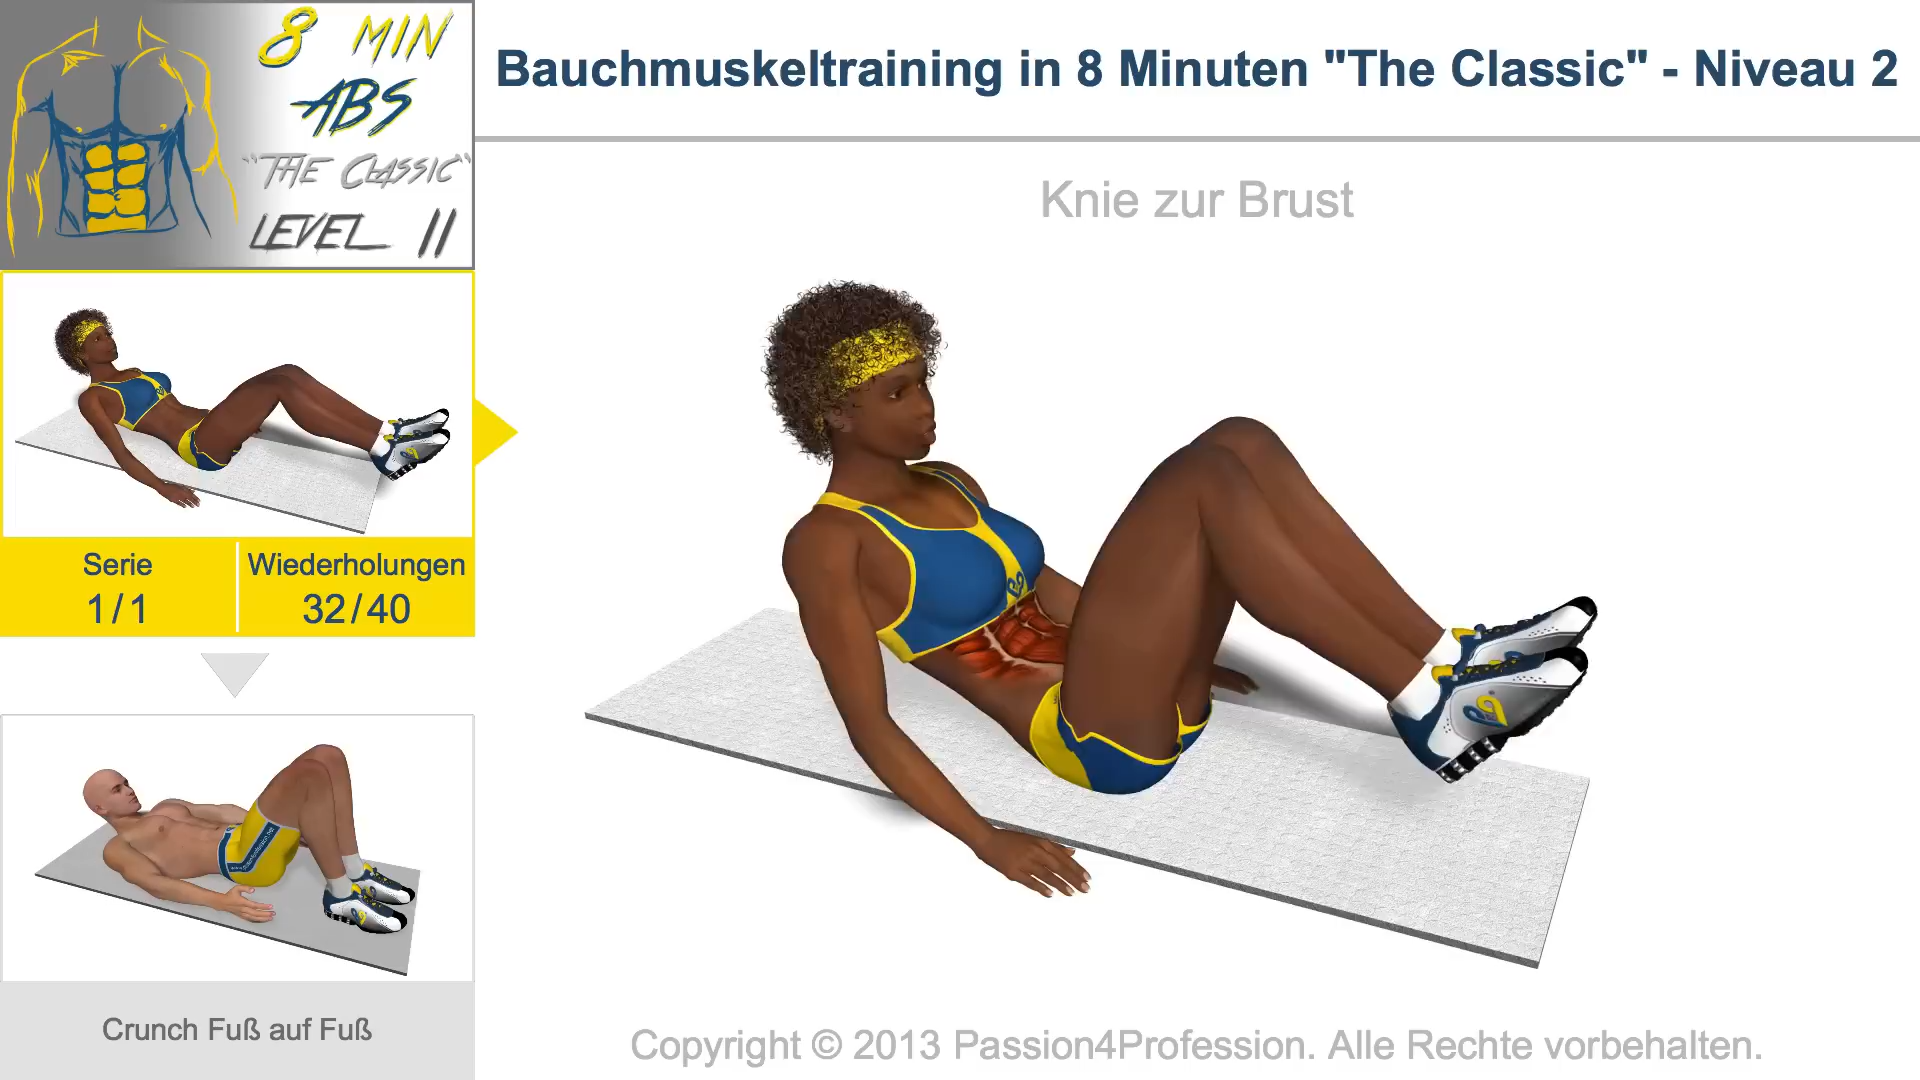 8 MIN
ABS
"THE CLASSIC"
LEVEL II
Bauchmuskeltraining in 8 Minuten "The Classic" - Niveau 2
Knie zur Brust
Serie
1/1
Wiederholungen
32/40
Crunch Fuß auf Fuß
Copyright © 2013 Passion4Profession. Alle Rechte vorbehalten.